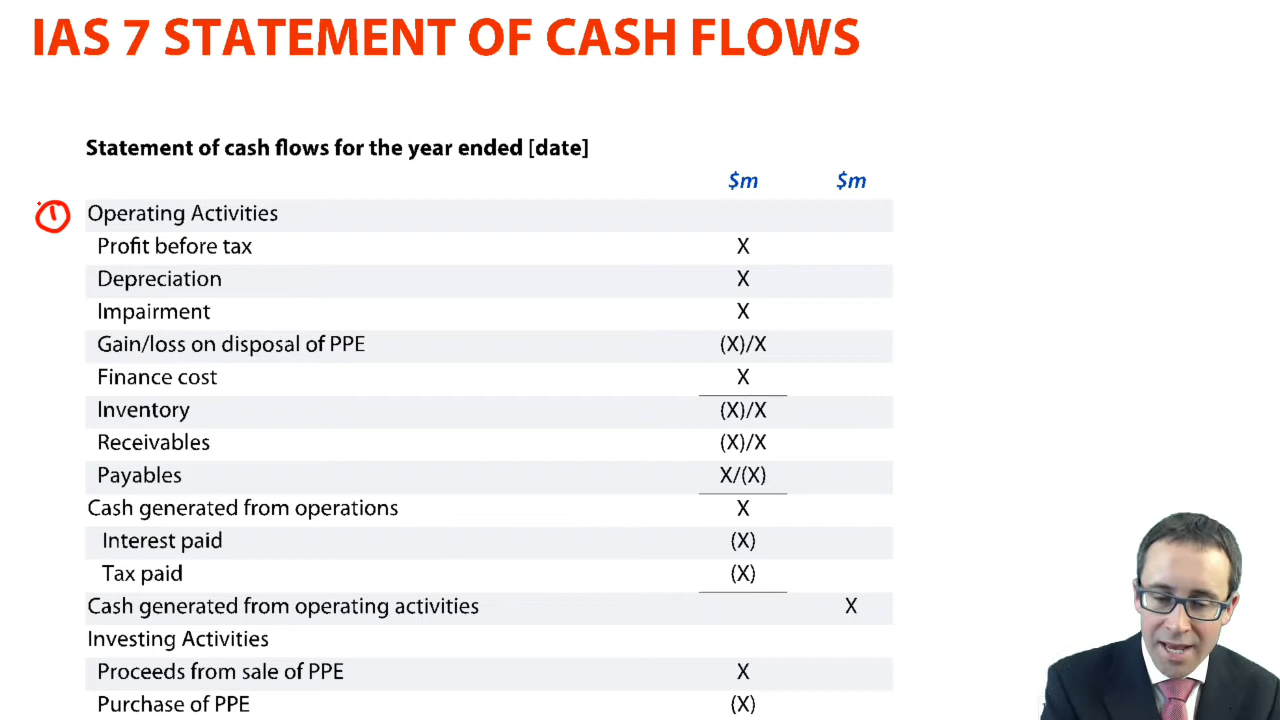 IAS 7 STATEMENT OF CASH FLOWS
Statement of cash flows for the year ended [date]
$m $m
1 Operating Activities
Profit before tax X
Depreciation X
Impairment X
Gain/loss on disposal of PPE (X)/X
Finance cost X
Inventory (X)/X
Receivables (X)/X
Payables X/(X)
Cash generated from operations X
Interest paid (X)
Tax paid (X)
Cash generated from operating activities X
Investing Activities
Proceeds from sale of PPE X
Purchase of PPE (X)